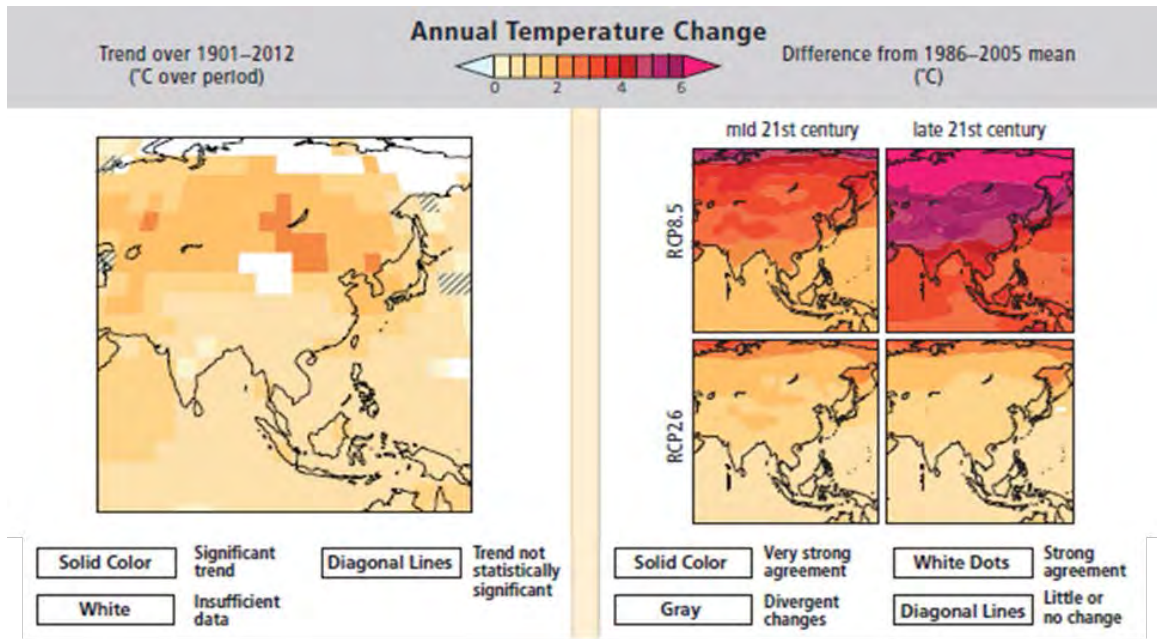 Annual Temperature Change
Trend over 1901–2012
(˚C over period)
0 2 4 6
Difference from 1986–2005 mean
(˚C)
mid 21st century
late 21st century
RCP8.5
RCP2.6
Solid Color
Significant
trend
Diagonal Lines
Trend not
statistically
significant
White
Insufficient
data
Solid Color
Very strong
agreement
White Dots
Strong
agreement
Gray
Divergent
changes
Diagonal Lines
Little or
no change